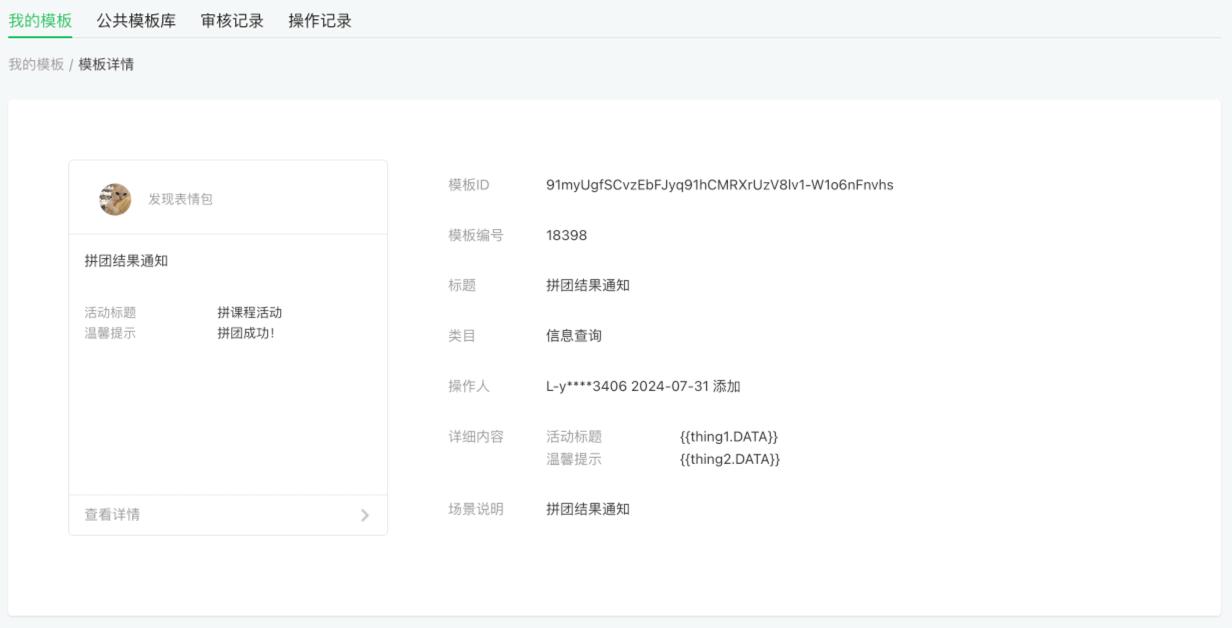 我的模板 公共模板库 审核记录 操作记录
我的模板 / 模板详情
发现表情包
拼团结果通知
活动标题 拼课程活动
温馨提示 拼团成功！
查看详情
模板ID 91myUgfSCvzEbFJyq91hCMRXrUzV8lv1-W1o6nFnvhs
模板编号 18398
标题 拼团结果通知
类目 信息查询
操作人 L-y****3406 2024-07-31 添加
详细内容 活动标题 {{thing1.DATA}}
温馨提示 {{thing2.DATA}}
场景说明 拼团结果通知